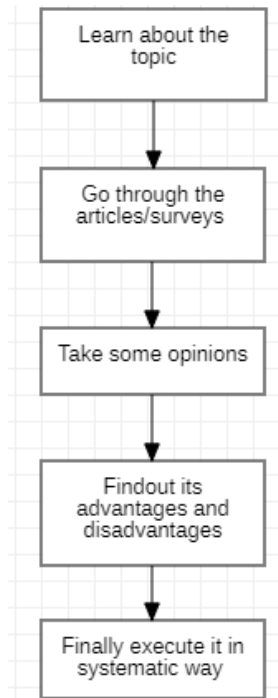 Learn about the
topic
Go through the
articles/surveys
Take some opinions
Findout its
advantages and
disadvantages
Finally execute it in
systematic way